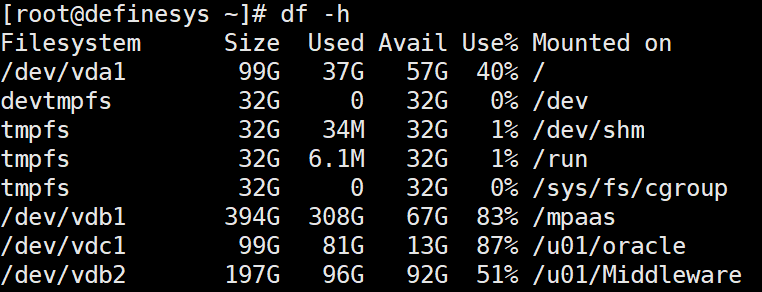 [root@definesys ~]# df -h
Filesystem      Size  Used Avail Use% Mounted on
/dev/vda1        99G   37G   57G  40% /
devtmpfs         32G     0   32G   0% /dev
tmpfs            32G   34M   32G   1% /dev/shm
tmpfs            32G  6.1M   32G   1% /run
tmpfs            32G     0   32G   0% /sys/fs/cgroup
/dev/vdb1       394G  308G   67G  83% /mpaas
/dev/vdc1        99G   81G   13G  87% /u01/oracle
/dev/vdb2       197G   96G   92G  51% /u01/Middleware